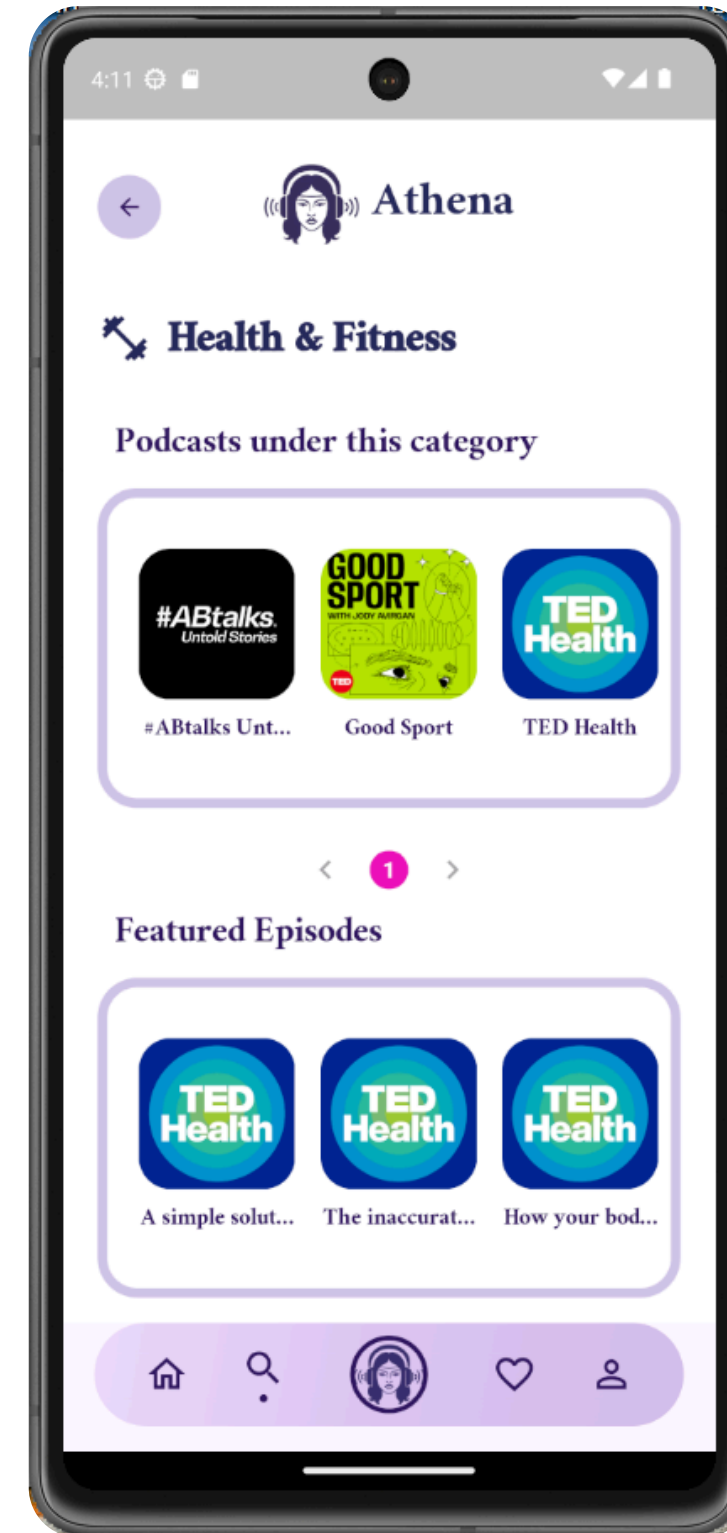 4:11
Athena
Health & Fitness
Podcasts under this category
#ABtalks.
Untold Stories
GOOD
SPORT
WITH JODY AVIRGAN
TED
TED
Health
#ABtalks Unt...
Good Sport
TED Health
1
Featured Episodes
TED
Health
TED
Health
TED
Health
A simple solut...
The inaccurat...
How your bod...